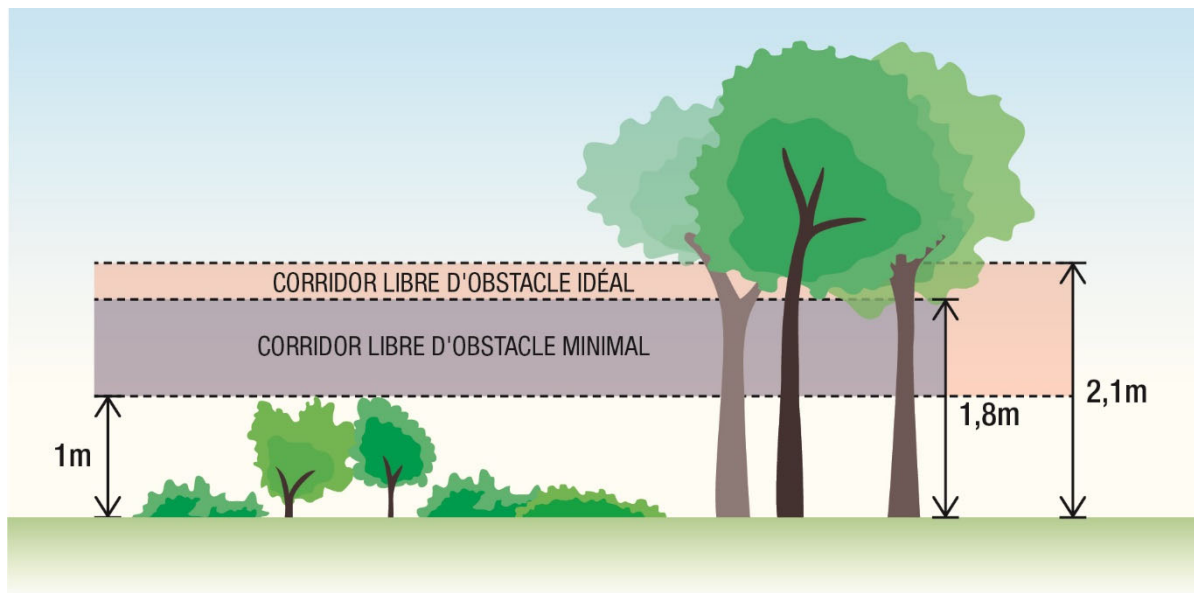 CORRIDOR LIBRE D'OBSTACLE IDÉAL
CORRIDOR LIBRE D'OBSTACLE MINIMAL
1m
1,8m
2,1m